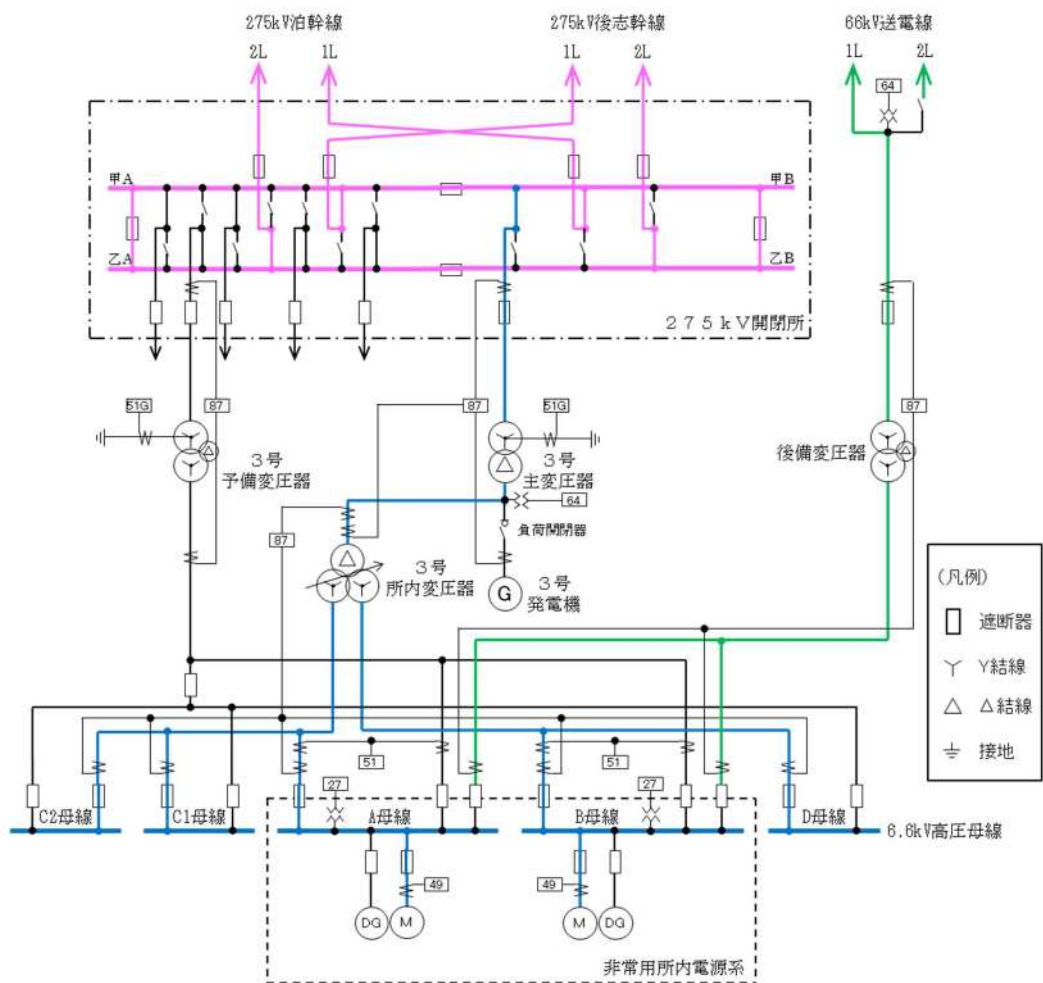 275kV泊幹線
275kV後志幹線
66kV送電線
2L
1L
1L
2L
1L
2L
64
甲A
甲B
乙A
乙B
275kV開閉所
51G
87
87
51G
87
3号
予備変圧器
3号
主変圧器
後備変圧器
64
87
負荷開閉器
3号
所内変圧器
G
3号
発電機
(凡例)
遮断器
Y結線
△結線
接地
51
51
27
27
C2母線
C1母線
A母線
B母線
D母線
6.6kV高圧母線
49
49
DG
M
M
DG
非常用所内電源系